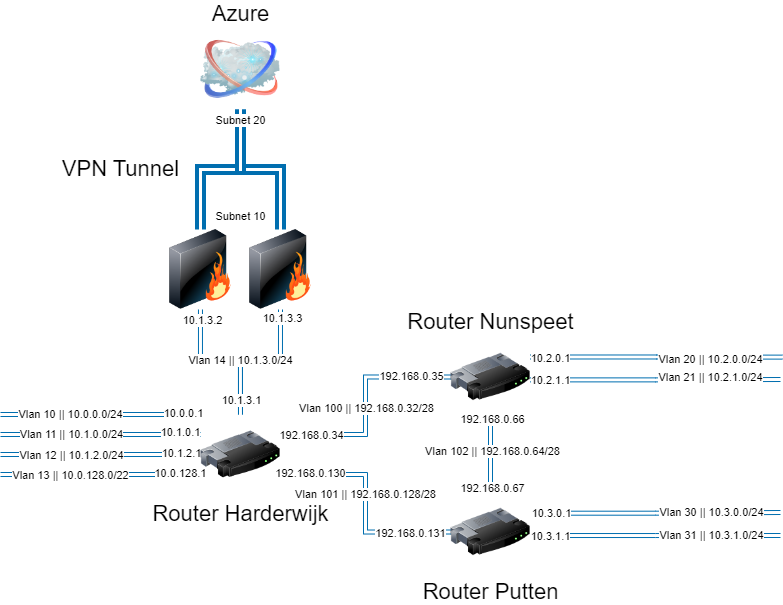 Azure
Subnet 20
VPN Tunnel
Subnet 10
10.1.3.2
10.1.3.3
Router Nunspeet
Vlan 14 || 10.1.3.0/24
10.2.0.1
Vlan 20 || 10.2.0.0/24
192.168.0.35
10.2.1.1
Vlan 21 || 10.2.1.0/24
10.1.3.1
Vlan 100 || 192.168.0.32/28
Vlan 10 || 10.0.0.0/24
10.0.0.1
192.168.0.66
Vlan 11 || 10.1.0.0/24
10.1.0.1
192.168.0.34
Vlan 12 || 10.1.2.0/24
10.1.2.1
Vlan 102 || 192.168.0.64/28
Vlan 13 || 10.0.128.0/22
10.0.128.1
192.168.0.130
192.168.0.67
Vlan 101 || 192.168.0.128/28
Router Harderwijk
10.3.0.1
Vlan 30 || 10.3.0.0/24
192.168.0.131
10.3.1.1
Vlan 31 || 10.3.1.0/24
Router Putten